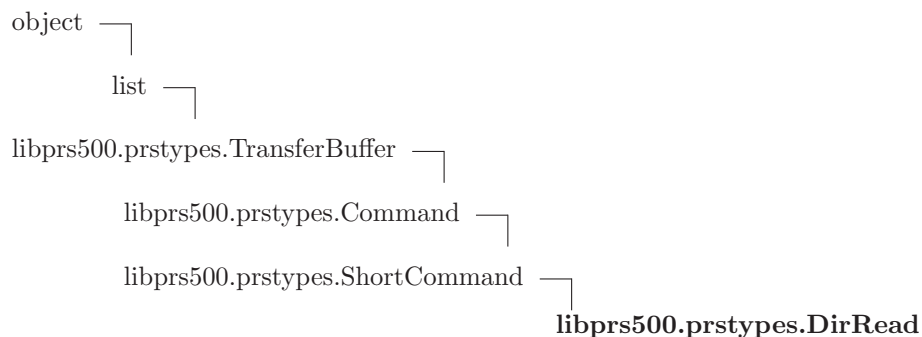 object
list
libprs500.prstypes.TransferBuffer
libprs500.prstypes.Command
libprs500.prstypes.ShortCommand
libprs500.prstypes.DirRead